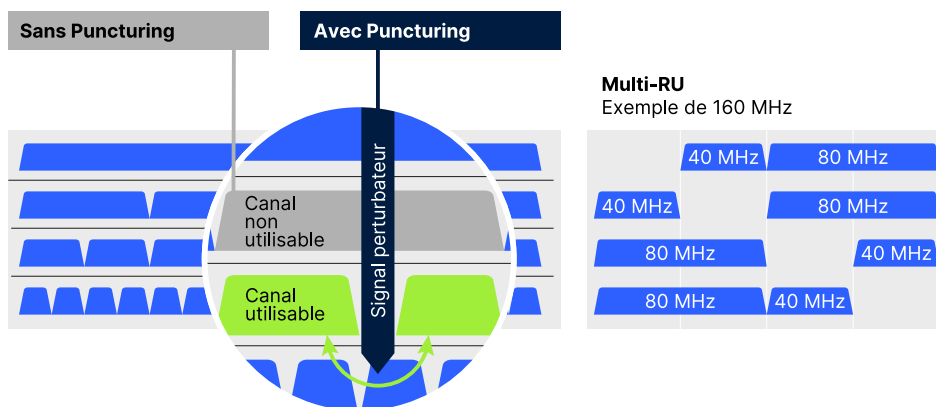 Sans Puncturing
Avec Puncturing
Canal
non
utilisable
Canal
utilisable
Signal perturbateur
Multi-RU
Exemple de 160 MHz
40 MHz
80 MHz
40 MHz
80 MHz
80 MHz
40 MHz
80 MHz
40 MHz